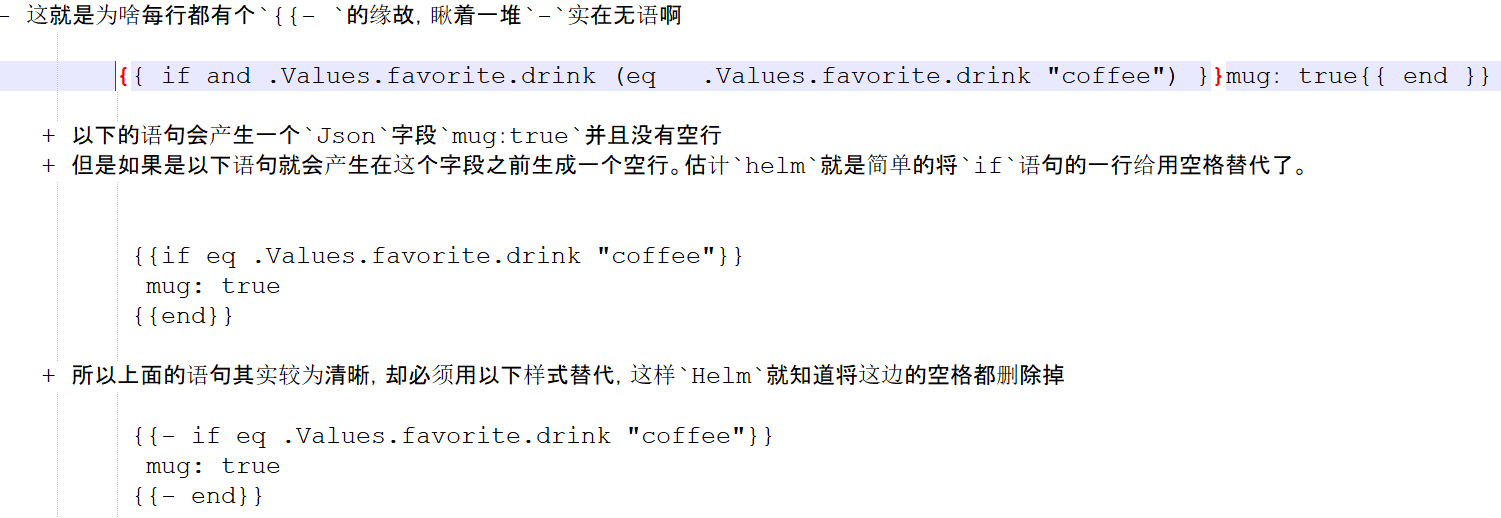 - 这就是为啥每行都有个`{{- `的缘故，瞅着一堆`-`实在无语啊
{{ if and .Values.favorite.drink (eq   .Values.favorite.drink "coffee") }}mug: true{{ end }}
+ 以下的语句会产生一个`Json`字段`mug:true`并且没有空行
+ 但是如果是以下语句就会产生在这个字段之前生成一个空行。估计`helm`就是简单的将`if`语句的一行给用空格替代了。
{{if eq .Values.favorite.drink "coffee"}}
mug: true
{{end}}
+ 所以上面的语句其实较为清晰，却必须用以下样式替代，这样`Helm`就知道将这边的空格都删除掉
{{- if eq .Values.favorite.drink "coffee"}}
mug: true
{{- end}}